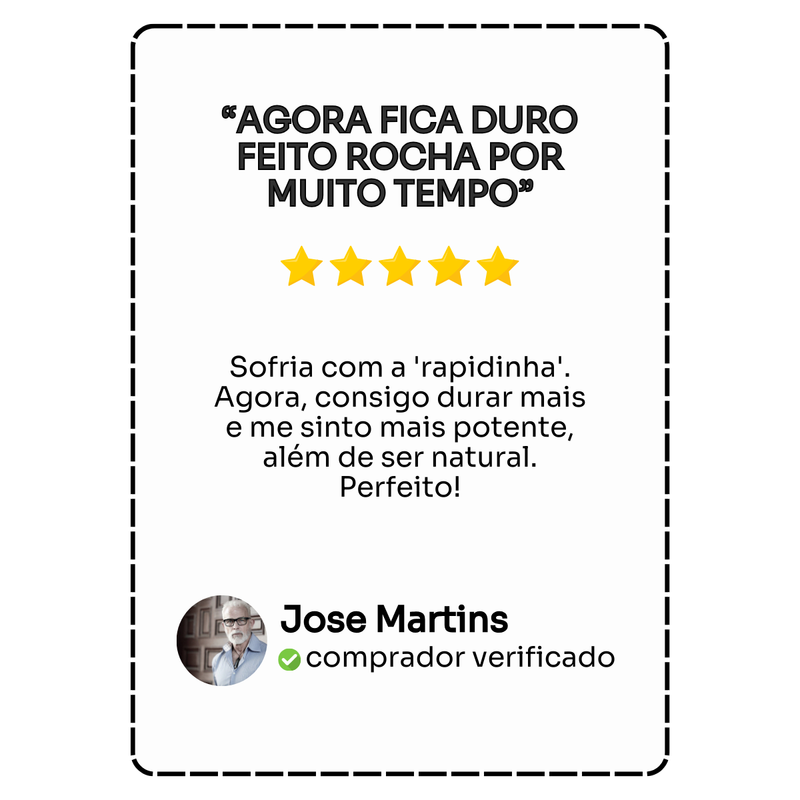 “AGORA FICA DURO
FEITO ROCHA POR
MUITO TEMPO”
Sofria com a 'rapidinha'.
Agora, consigo durar mais
e me sinto mais potente,
além de ser natural.
Perfeito!
Jose Martins
comprador verificado